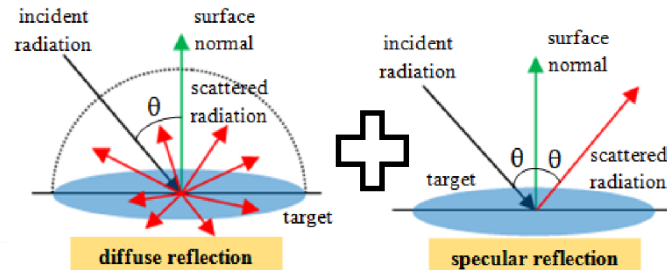 incident
radiation
surface
normal
scattered
radiation
θ
target
diffuse reflection
incident
radiation
surface
normal
θ θ
scattered
radiation
target
specular reflection